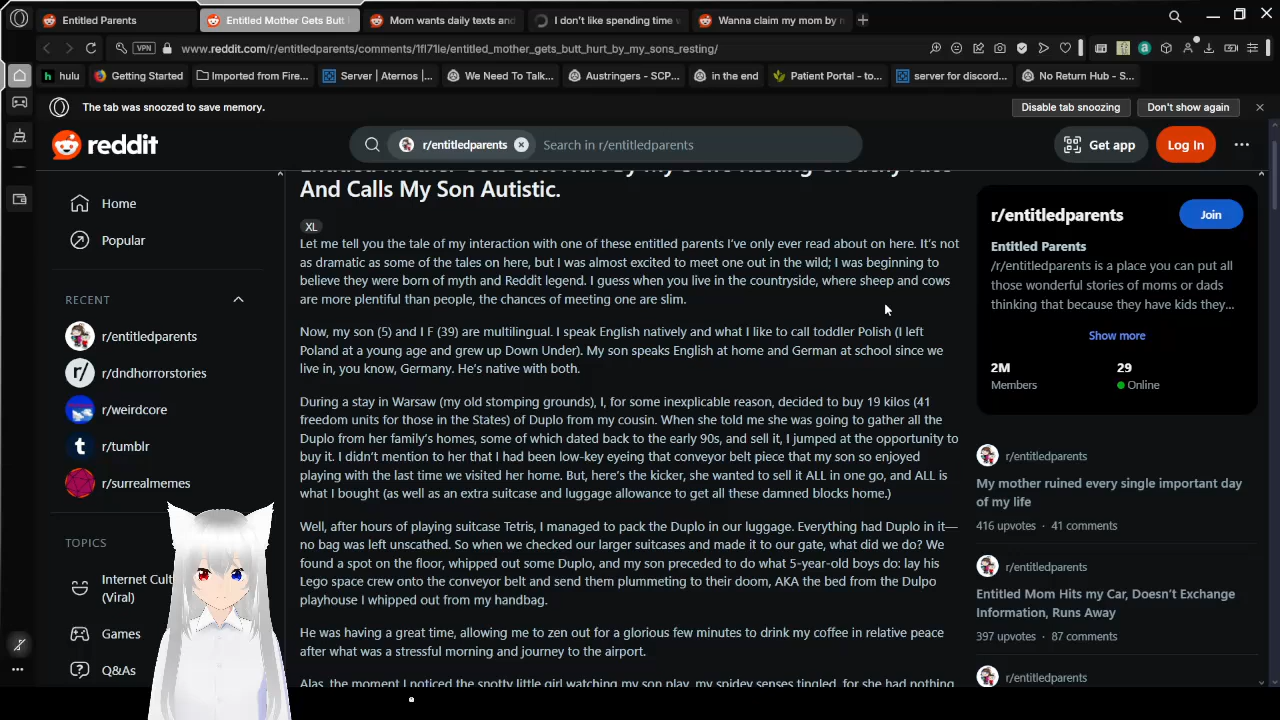 Entitled Parents
Entitled Mother Gets Butt
Mom wants daily texts and
I don't like spending time w
Wanna claim my mom by m
VPN
www.reddit.com/r/entitledparents/comments/1fl71le/entitled_mother_gets_butt_hurt_by_my_sons_resting/
hulu
Getting Started
Imported from Fire...
Server | Aternos |...
We Need To Talk...
Austringers - SCP...
in the end
Patient Portal - to...
server for discord...
No Return Hub - S...
The tab was snoozed to save memory.
Disable tab snoozing
Don't show again
reddit
r/entitledparents
Search in r/entitledparents
Get app
Log In
Home
Popular
RECENT
r/entitledparents
r/dndhorrorstories
r/weirdcore
r/tumblr
r/surrealmemes
TOPICS
Internet Cult
(Viral)
Games
Q&As
And Calls My Son Autistic.
XL
Let me tell you the tale of my interaction with one of these entitled parents I've only ever read about on here. It's not
as dramatic as some of the tales on here, but I was almost excited to meet one out in the wild; I was beginning to
believe they were born of myth and Reddit legend. I guess when you live in the countryside, where sheep and cows
are more plentiful than people, the chances of meeting one are slim.
Now, my son (5) and I F (39) are multilingual. I speak English natively and what I like to call toddler Polish (I left
Poland at a young age and grew up Down Under). My son speaks English at home and German at school since we
live in, you know, Germany. He's native with both.
During a stay in Warsaw (my old stomping grounds), I, for some inexplicable reason, decided to buy 19 kilos (41
freedom units for those in the States) of Duplo from my cousin. When she told me she was going to gather all the
Duplo from her family's homes, some of which dated back to the early 90s, and sell it, I jumped at the opportunity to
buy it. I didn't mention to her that I had been low-key eyeing that conveyor belt piece that my son so enjoyed
playing with the last time we visited her home. But, here's the kicker, she wanted to sell it ALL in one go, and ALL is
what I bought (as well as an extra suitcase and luggage allowance to get all these damned blocks home.)
Well, after hours of playing suitcase Tetris, I managed to pack the Duplo in our luggage. Everything had Duplo in it—
no bag was left unscathed. So when we checked our larger suitcases and made it to our gate, what did we do? We
found a spot on the floor, whipped out some Duplo, and my son preceded to do what 5-year-old boys do: lay his
Lego space crew onto the conveyor belt and send them plummeting to their doom, AKA the bed from the Dulpo
playhouse I whipped out from my handbag.
He was having a great time, allowing me to zen out for a glorious few minutes to drink my coffee in relative peace
after what was a stressful morning and journey to the airport.
Alas, the moment I noticed the snotty little girl watching my son play, my spidey senses tingled, for she had nothing
r/entitledparents
Join
Entitled Parents
/r/entitledparents is a place you can put all
those wonderful stories of moms or dads
thinking that because they have kids they...
Show more
2M
Members
29
Online
r/entitledparents
My mother ruined every single important day
of my life
416 upvotes · 41 comments
r/entitledparents
Entitled Mom Hits my Car, Doesn't Exchange
Information, Runs Away
397 upvotes · 87 comments
r/entitledparents